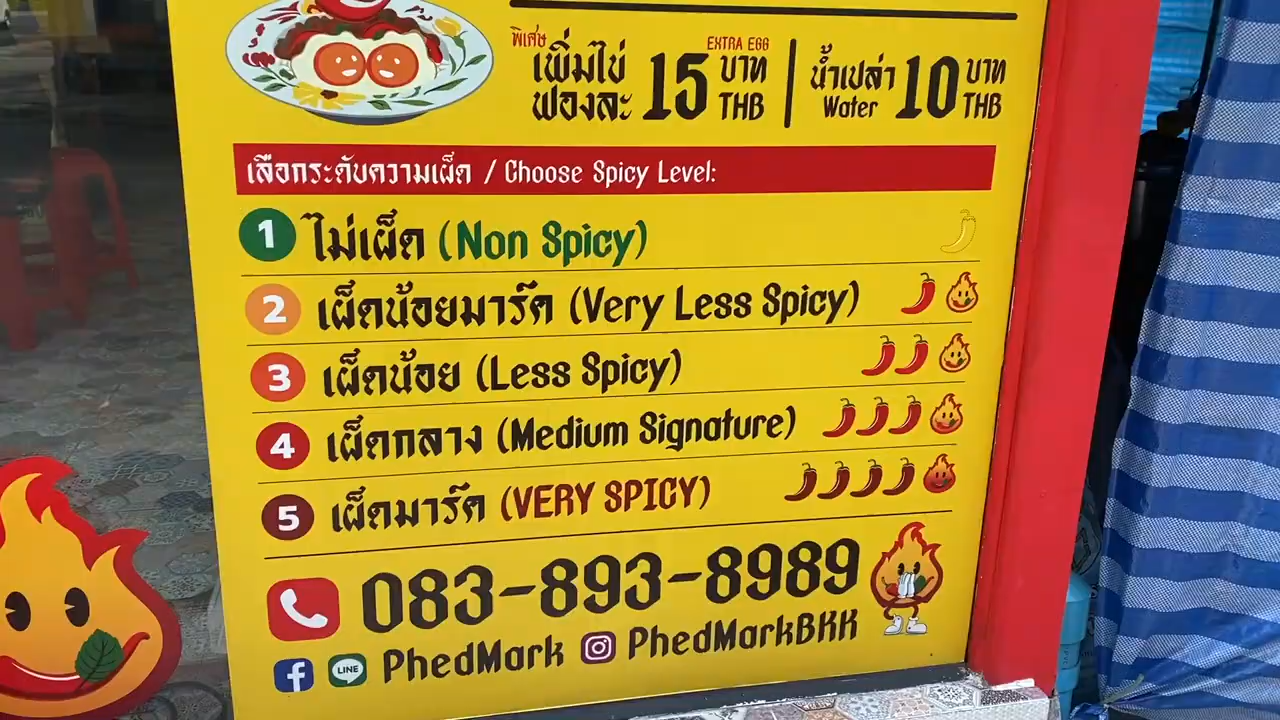 พิเศษ เพิ่มไข่ ฟองละ 15 บาท THB EXTRA EGG
น้ำเปล่า Water 10 บาท THB
เลือกระดับความเผ็ด / Choose Spicy Level:
1 ไม่เผ็ด (Non Spicy)
2 เผ็ดน้อยมาร์ค (Very Less Spicy)
3 เผ็ดน้อย (Less Spicy)
4 เผ็ดกลาง (Medium Signature)
5 เผ็ดมาร์ค (VERY SPICY)
083-893-8989
LINE PhedMark PhedMarkBKK